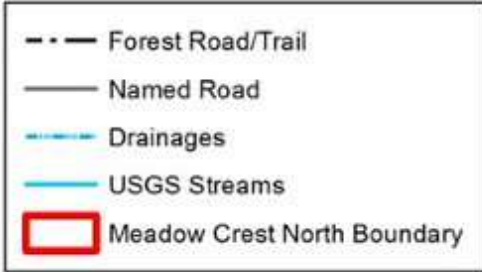 Forest Road/Trail
Named Road
Drainages
USGS Streams
Meadow Crest North Boundary